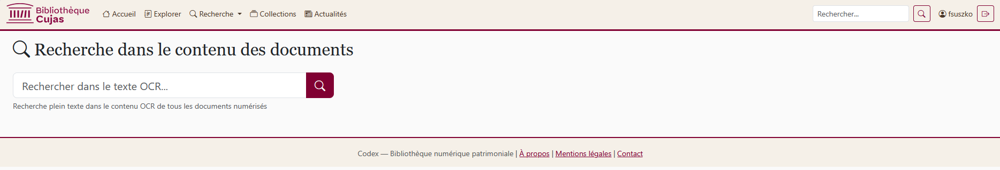 Bibliothèque
Cujas
Accueil Explorer Recherche Collections Actualités
Rechercher...
fsuszko
Recherche dans le contenu des documents
Rechercher dans le texte OCR...
Recherche plein texte dans le contenu OCR de tous les documents numérisés
Codex — Bibliothèque numérique patrimoniale | À propos | Mentions légales | Contact